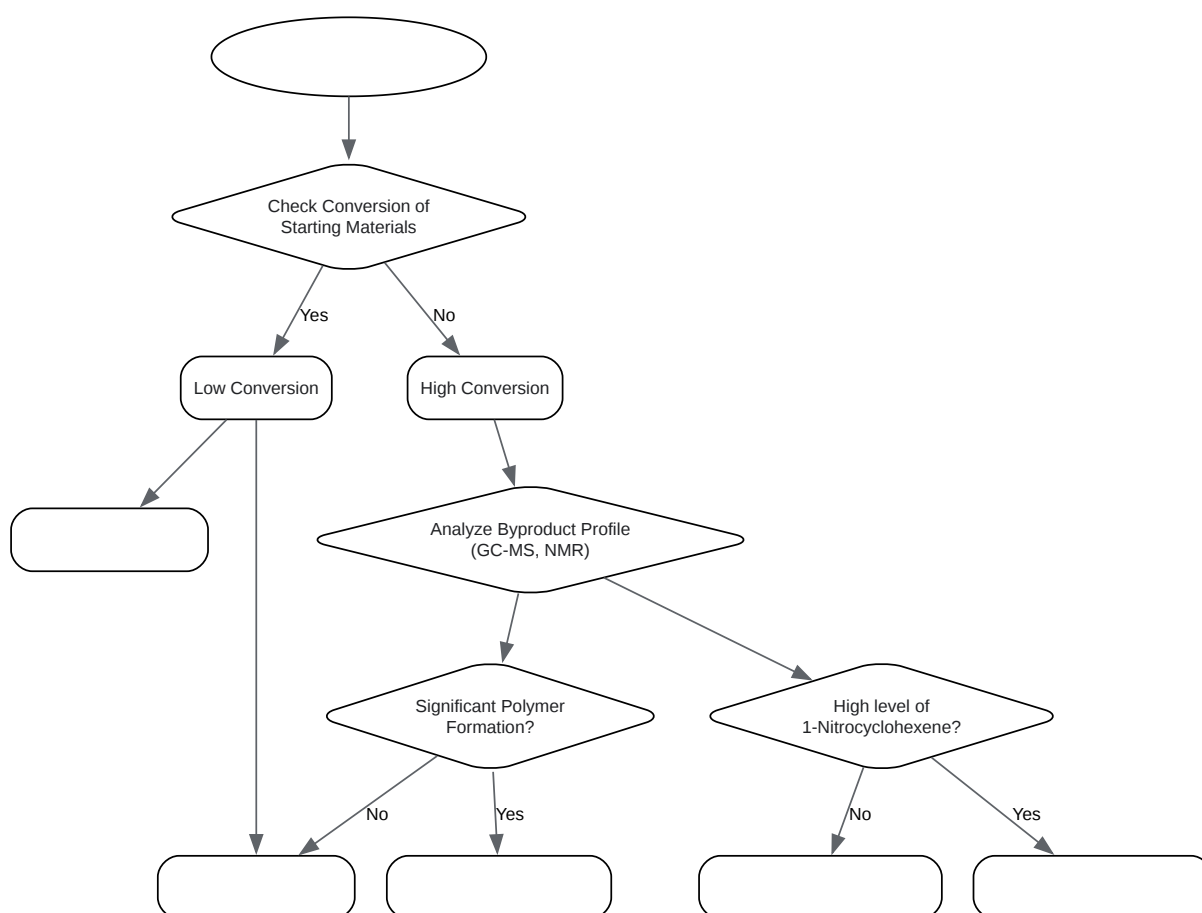 Check Conversion of
Starting Materials
Yes
No
Low Conversion
High Conversion
Analyze Byproduct Profile
(GC-MS, NMR)
Significant Polymer
Formation?
High level of
1-Nitrocyclohexene?
No
Yes
No
Yes